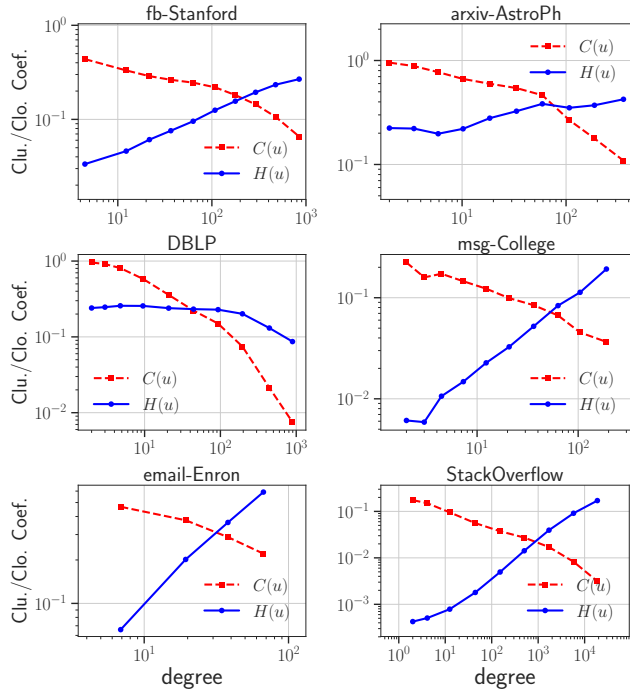 fb-Stanford
Clu./Clo. Coef.
10^{-1}
10^{-2}
10^1
10^2
10^3
C(u)
H(u)
arxiv-AstroPh
10^0
10^{-1}
10^1
10^2
C(u)
H(u)
DBLP
Clu./Clo. Coef.
10^0
10^{-1}
10^{-2}
10^1
10^2
10^3
C(u)
H(u)
msg-College
10^{-1}
10^{-2}
10^1
10^2
C(u)
H(u)
email-Enron
Clu./Clo. Coef.
10^{-1}
10^1
10^2
degree
C(u)
H(u)
StackOverflow
10^{-1}
10^{-2}
10^{-3}
10^0
10^1
10^2
10^3
10^4
degree
C(u)
H(u)